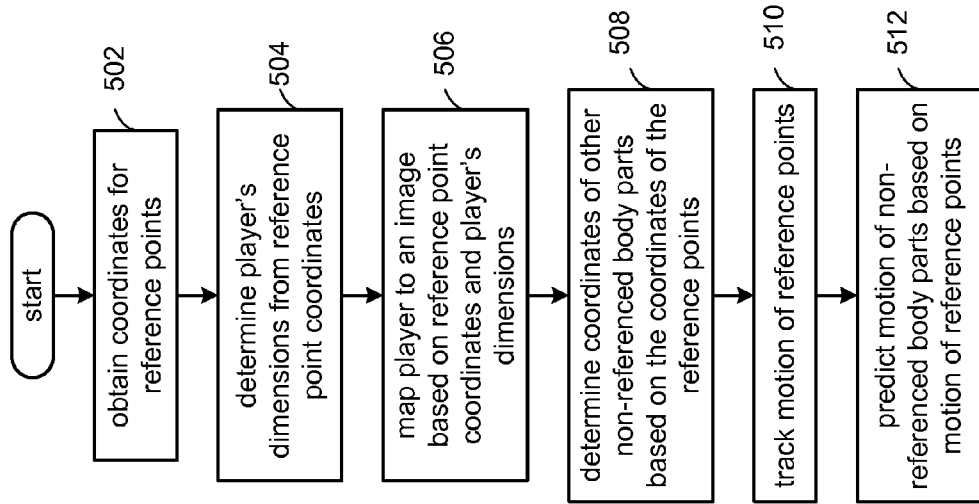 start
obtain coordinates for
reference points
502
determine player's
dimensions from reference
point coordinates
504
map player to an image
based on reference point
coordinates and player's
dimensions
506
determine coordinates of other
non-referenced body parts
based on the coordinates of the
reference points
508
track motion of reference points
510
predict motion of non-
referenced body parts based on
motion of reference points
512